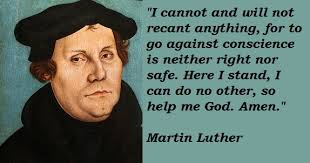 "I cannot and will not
recant anything, for to
go against conscience
is neither right nor
safe. Here I stand, I
can do no other, so
help me God. Amen."
Martin Luther